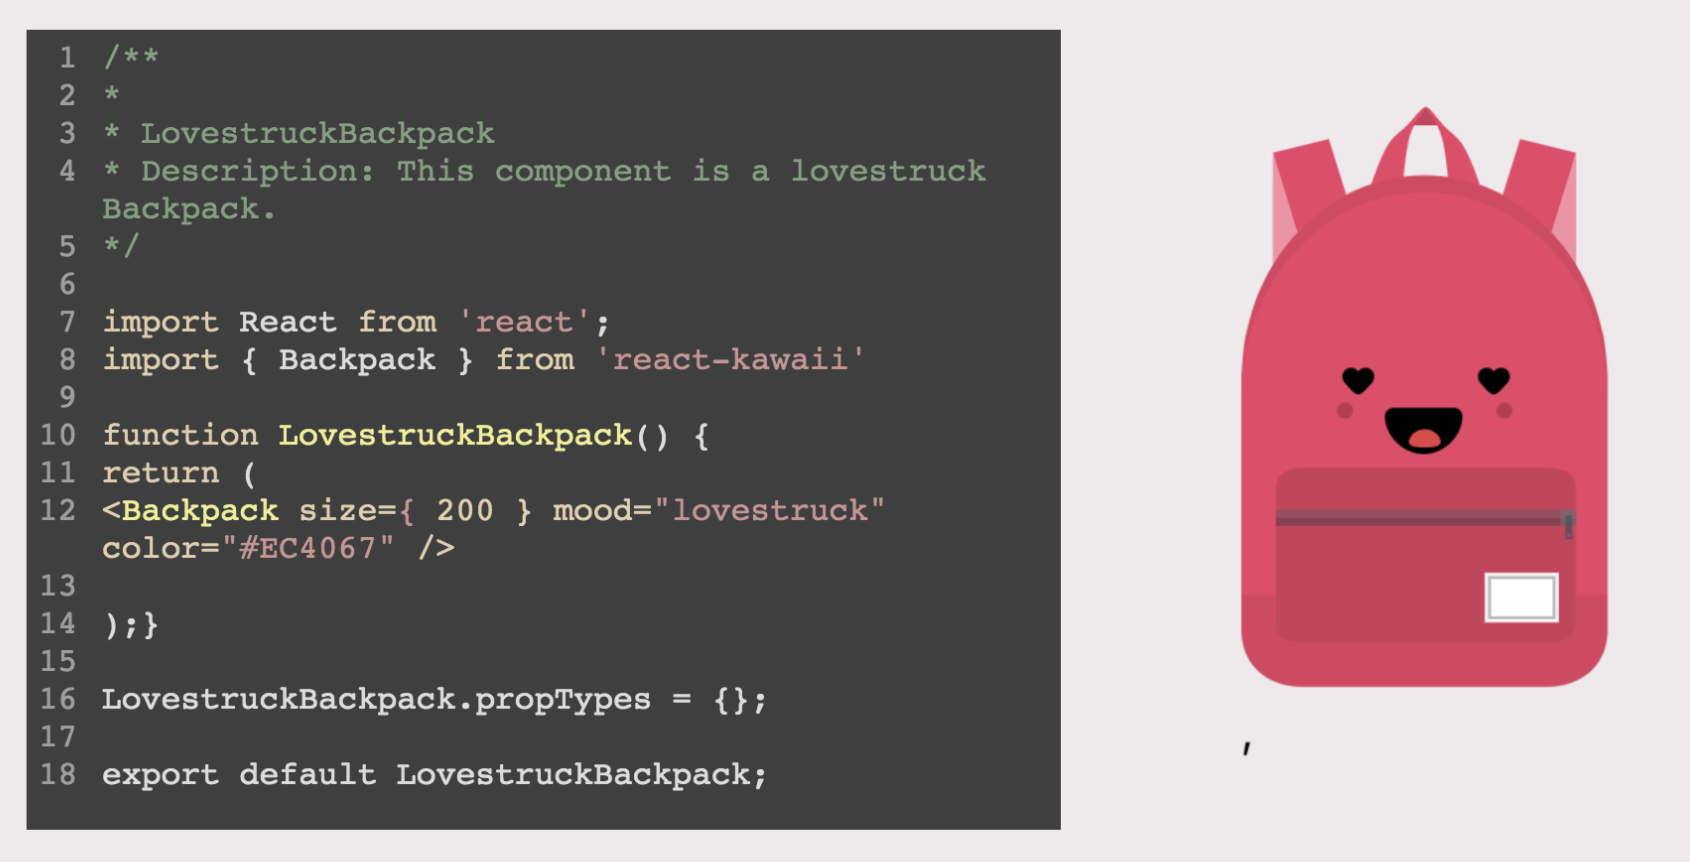 1 /**
2 *
3 * LovestruckBackpack
4 * Description: This component is a lovestruck
Backpack.
5 */
6
7 import React from 'react';
8 import { Backpack } from 'react-kawaii'
9
10 function LovestruckBackpack() {
11 return (
12 <Backpack size={ 200 } mood="lovestruck"
color="#EC4067" />
13
14 );}
15
16 LovestruckBackpack.propTypes = {};
17
18 export default LovestruckBackpack;
,